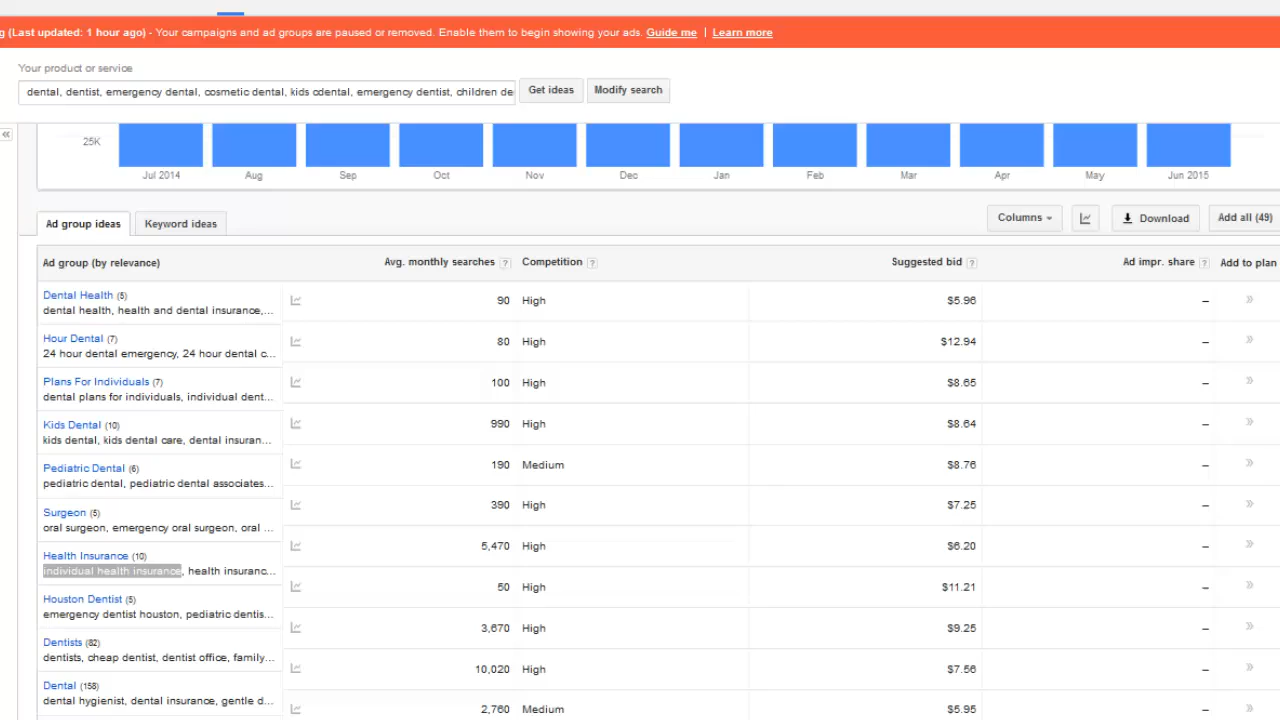 g (Last updated: 1 hour ago) - Your campaigns and ad groups are paused or removed. Enable them to begin showing your ads. Guide me | Learn more
Your product or service
dental, dentist, emergency dental, cosmetic dental, kids cdental, emergency dentist, children de Get ideas Modify search
«
25K
Jul 2014 Aug Sep Oct Nov Dec Jan Feb Mar Apr May Jun 2015
Ad group ideas Keyword ideas Columns Download Add all (49)
Ad group (by relevance) Avg. monthly searches ? Competition ? Suggested bid ? Ad impr. share ? Add to plan
Dental Health (5)
dental health, health and dental insurance,... 90 High $5.96 – »
Hour Dental (7)
24 hour dental emergency, 24 hour dental c... 80 High $12.94 – »
Plans For Individuals (7)
dental plans for individuals, individual dent... 100 High $8.65 – »
Kids Dental (10)
kids dental, kids dental care, dental insuran... 990 High $8.64 – »
Pediatric Dental (6)
pediatric dental, pediatric dental associates... 190 Medium $8.76 – »
Surgeon (5)
oral surgeon, emergency oral surgeon, oral ... 390 High $7.25 – »
Health Insurance (10)
individual health insurance, health insuranc... 5,470 High $6.20 – »
Houston Dentist (5)
emergency dentist houston, pediatric dentis... 50 High $11.21 – »
Dentists (82)
dentists, cheap dentist, dentist office, family... 3,670 High $9.25 – »
Dental (158)
dental hygienist, dental insurance, gentle d... 10,020 High $7.56 – »
2,760 Medium $5.95 – »